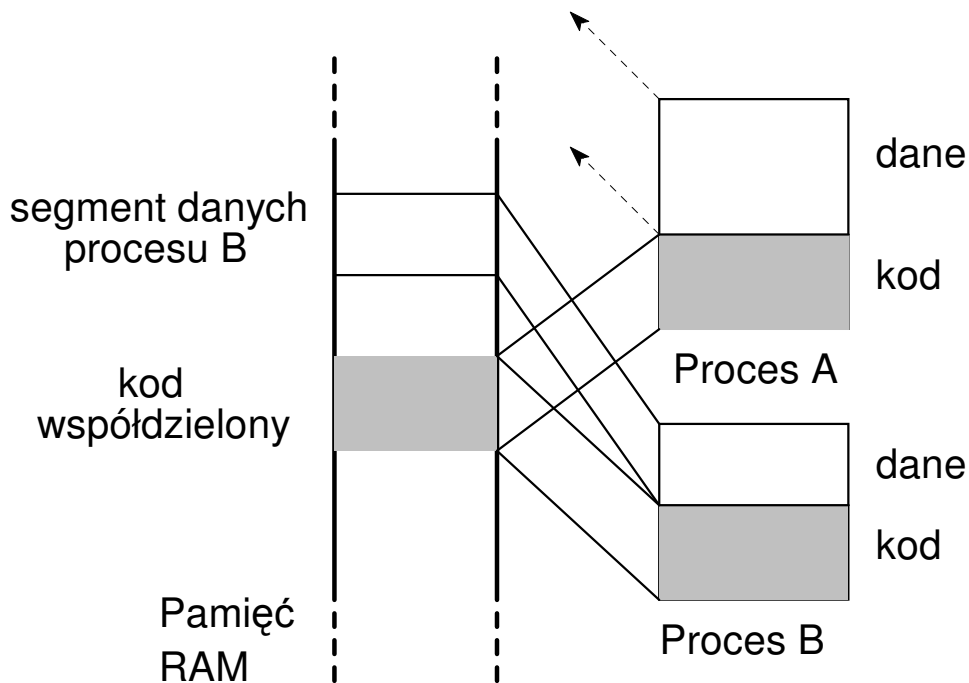 segment danych
procesu B
kod
współdzielony
Pamięć
RAM
dane
kod
Proces A
dane
kod
Proces B